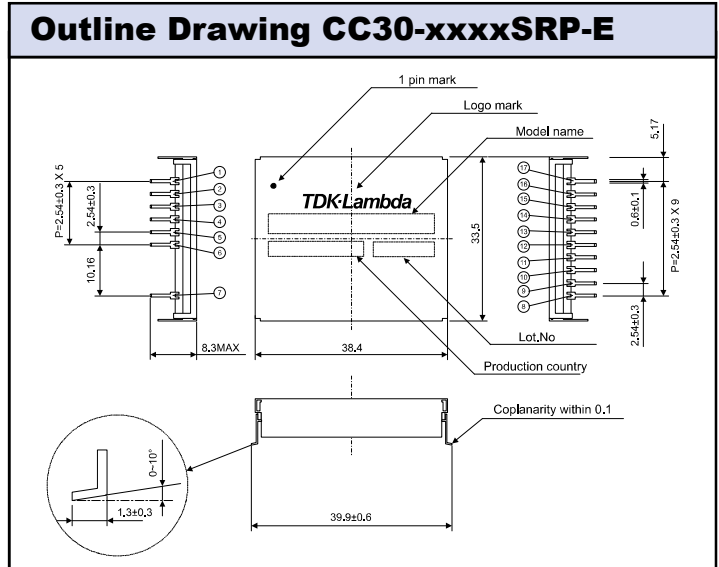 Outline Drawing CC30-xxxxSRP-E
1 pin mark
Logo mark
Model name
TDK·Lambda
P=2.54±0.3 X 5
2.54±0.3
10.16
1
2
3
4
5
6
7
8.3MAX
38.4
33.5
17
16
15
14
13
12
11
10
9
8
5.17
0.6±0.1
P=2.54±0.3 X 9
2.54±0.3
Lot.No
Production country
Coplanarity within 0.1
0~10°
1.3±0.3
39.9±0.6